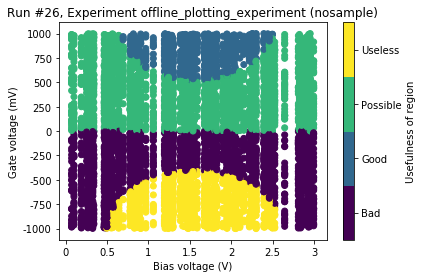 Run #26, Experiment offline_plotting_experiment (nosample)
1000
750
500
250
0
-250
-500
-750
-1000
Gate voltage (mV)
0
0.5
1
1.5
2
2.5
3
Bias voltage (V)
Useless
Possible
Good
Bad
Usefulness of region